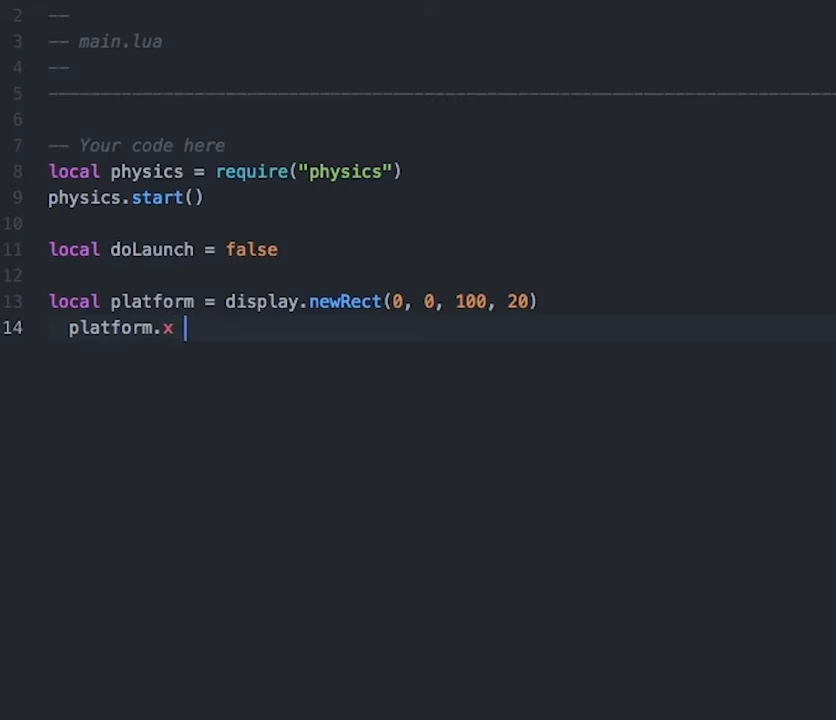 2 --
3 -- main.lua
4 --
5 --------------------------------------------------------------------------------
6
7 -- Your code here
8 local physics = require("physics")
9 physics.start()
10
11 local doLaunch = false
12
13 local platform = display.newRect(0, 0, 100, 20)
14 platform.x